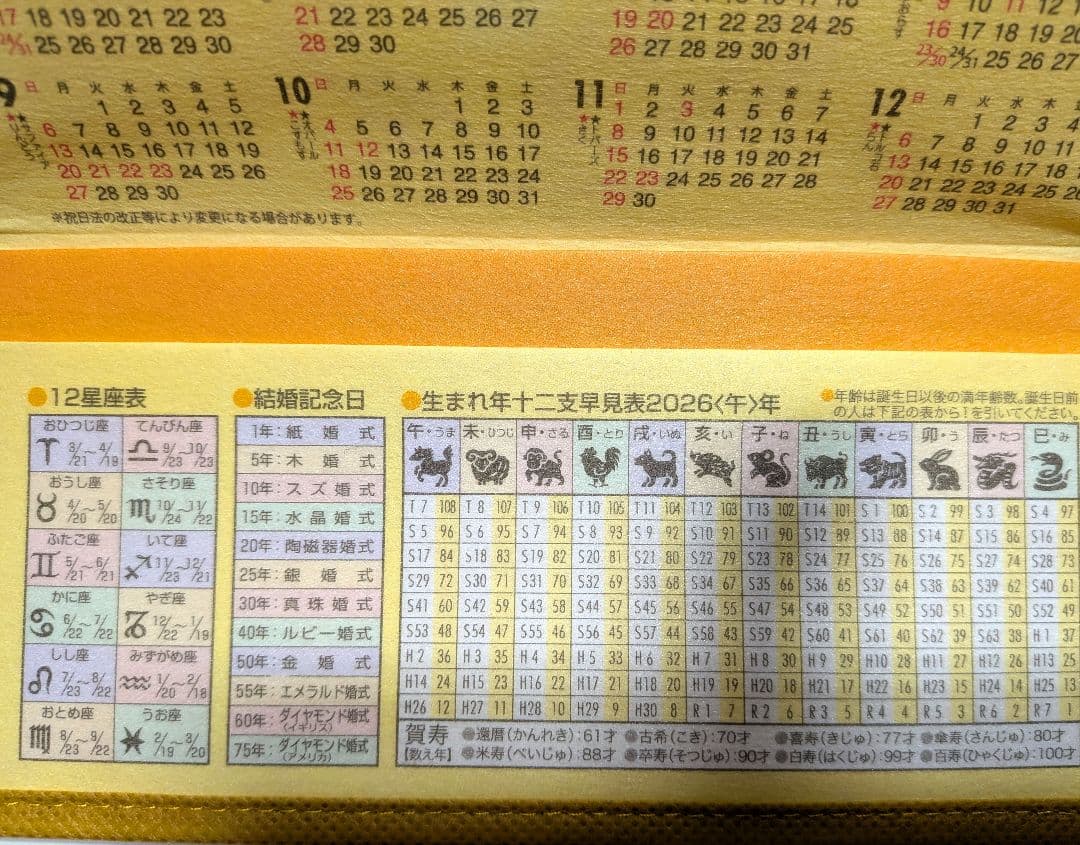 17 18 19 20 21 22 23
24/31 25 26 27 28 29 30
21 22 23 24 25 26 27
28 29 30
19 20 21 22 23 24 25
26 27 28 29 30 31
16 17 18 19 20
23/30 24/31 25 26 27
9 日 月 火 水 木 金 土
1 2 3 4 5
6 7 8 9 10 11 12
13 14 15 16 17 18 19
20 21 22 23 24 25 26
27 28 29 30
10 日 月 火 水 木 金 土
★オパール
★こすもす
1 2 3
4 5 6 7 8 9 10
11 12 13 14 15 16 17
18 19 20 21 22 23 24
25 26 27 28 29 30 31
11 日 月 火 水 木 金 土
★トパーズ
★きく
1 2 3 4 5 6 7
8 9 10 11 12 13 14
15 16 17 18 19 20 21
22 23 24 25 26 27 28
29 30
12 日 月 火 水 木
1 2 3 4
6 7 8 9 10
13 14 15 16 17 18
20 21 22 23 24 25
27 28 29 30 31
※祝日法の改正等により変更になる場合があります。
●12星座表
おひつじ座 てんびん座
3/21~4/19 9/23~10/23
おうし座 さそり座
4/20~5/20 10/24~11/22
ふたご座 いて座
5/21~6/21 11/23~12/21
かに座 やぎ座
6/22~7/22 12/22~1/19
しし座 みずがめ座
7/23~8/22 1/20~2/18
おとめ座 うお座
8/23~9/22 2/19~3/20
●結婚記念日
1年:紙婚式
5年:木婚式
10年:スズ婚式
15年:水晶婚式
20年:陶磁器婚式
25年:銀婚式
30年:真珠婚式
40年:ルビー婚式
50年:金婚式
55年:エメラルド婚式
60年:ダイヤモンド婚式(イギリス)
75年:ダイヤモンド婚式(アメリカ)
●生まれ年十二支早見表2026〈午〉年
●年齢は誕生日以後の満年齢数。誕生日前
の人は下記の表から1を引いてください。
午・うま 未・ひつじ 申・さる 酉・とり 戌・いぬ 亥・い 子・ね 丑・うし 寅・とら 卯・う 辰・たつ 巳・み
T7 108 T8 107 T9 106 T10 105 T11 104 T12 103 T13 102 T14 101 S1 100 S2 99 S3 98 S4 97
S5 96 S6 95 S7 94 S8 93 S9 92 S10 91 S11 90 S12 89 S13 88 S14 87 S15 86 S16 85
S17 84 S18 83 S19 82 S20 81 S21 80 S22 79 S23 78 S24 77 S25 76 S26 75 S27 74 S28 73
S29 72 S30 71 S31 70 S32 69 S33 68 S34 67 S35 66 S36 65 S37 64 S38 63 S39 62 S40 61
S41 60 S42 59 S43 58 S44 57 S45 56 S46 55 S47 54 S48 53 S49 52 S50 51 S51 50 S52 49
S53 48 S54 47 S55 46 S56 45 S57 44 S58 43 S59 42 S60 41 S61 40 S62 39 S63 38 H1 37
H2 36 H3 35 H4 34 H5 33 H6 32 H7 31 H8 30 H9 29 H10 28 H11 27 H12 26 H13 25
H14 24 H15 23 H16 22 H17 21 H18 20 H19 19 H20 18 H21 17 H22 16 H23 15 H24 14 H25 13
H26 12 H27 11 H28 10 H29 9 H30 8 R1 7 R2 6 R3 5 R4 4 R5 3 R6 2 R7 1
賀寿 ●還暦(かんれき)61才 ●古希(こき)70才 ●喜寿(きじゅ)77才 ●傘寿(さんじゅ)80才
【数え年】 ●米寿(べいじゅ)88才 ●卒寿(そつじゅ)90才 ●白寿(はくじゅ)99才 ●百寿(ひゃくじゅ)100才